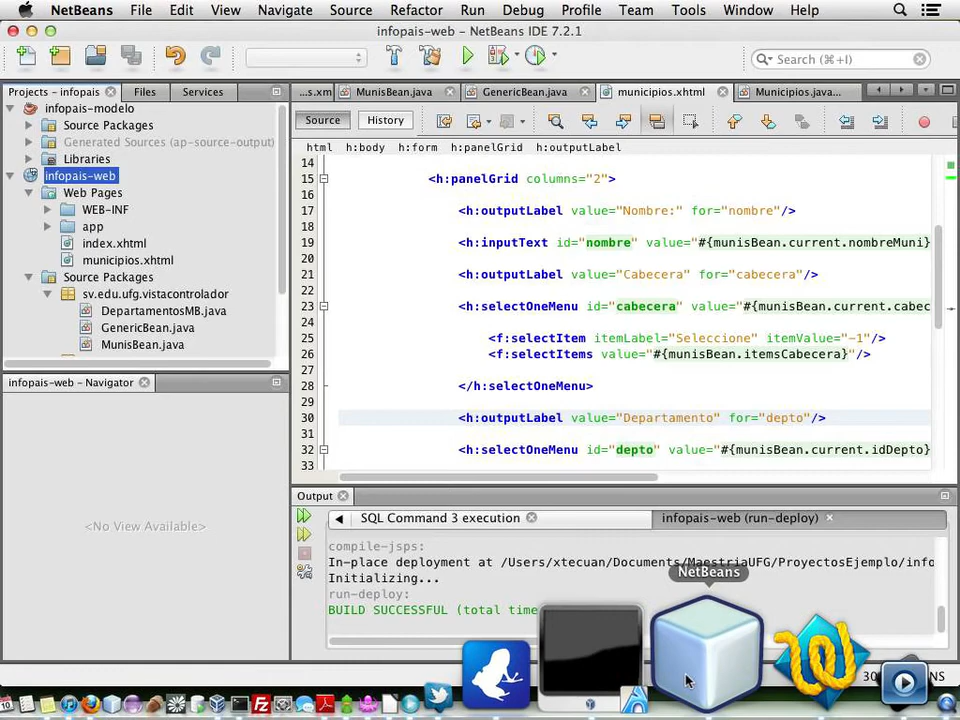 NetBeans File Edit View Navigate Source Refactor Run Debug Profile Team Tools Window Help
infopais-web - NetBeans IDE 7.2.1
Search (⌘+I)
Projects - infopais Files Services
...s.xm MunisBean.java GenericBean.java municipios.xhtml Municipios.java...
infopais-modelo
Source Packages
Generated Sources (ap-source-output)
Libraries
infopais-web
Web Pages
WEB-INF
app
index.xhtml
municipios.xhtml
Source Packages
sv.edu.ufg.vistacontrolador
DepartamentosMB.java
GenericBean.java
MunisBean.java
Source History
html h:body h:form h:panelGrid h:outputLabel
14
15 <h:panelGrid columns="2">
16
17 <h:outputLabel value="Nombre:" for="nombre"/>
18
19 <h:inputText id="nombre" value="#{munisBean.current.nombreMuni}
20
21 <h:outputLabel value="Cabecera" for="cabecera"/>
22
23 <h:selectOneMenu id="cabecera" value="#{munisBean.current.cabec
24
25 <f:selectItem itemLabel="Seleccione" itemValue="-1"/>
26 <f:selectItems value="#{munisBean.itemsCabecera}"/>
27
28 </h:selectOneMenu>
29
30 <h:outputLabel value="Departamento" for="depto"/>
31
32 <h:selectOneMenu id="depto" value="#{munisBean.current.idDepto}
33
infopais-web - Navigator
<No View Available>
Output
SQL Command 3 execution infopais-web (run-deploy)
compile-jsps:
In-place deployment at /Users/xtecuan/Documents/MaestriaUFG/ProyectosEjemplo/info
Initializing...
run-deploy:
BUILD SUCCESSFUL (total time
NetBeans
30
NS